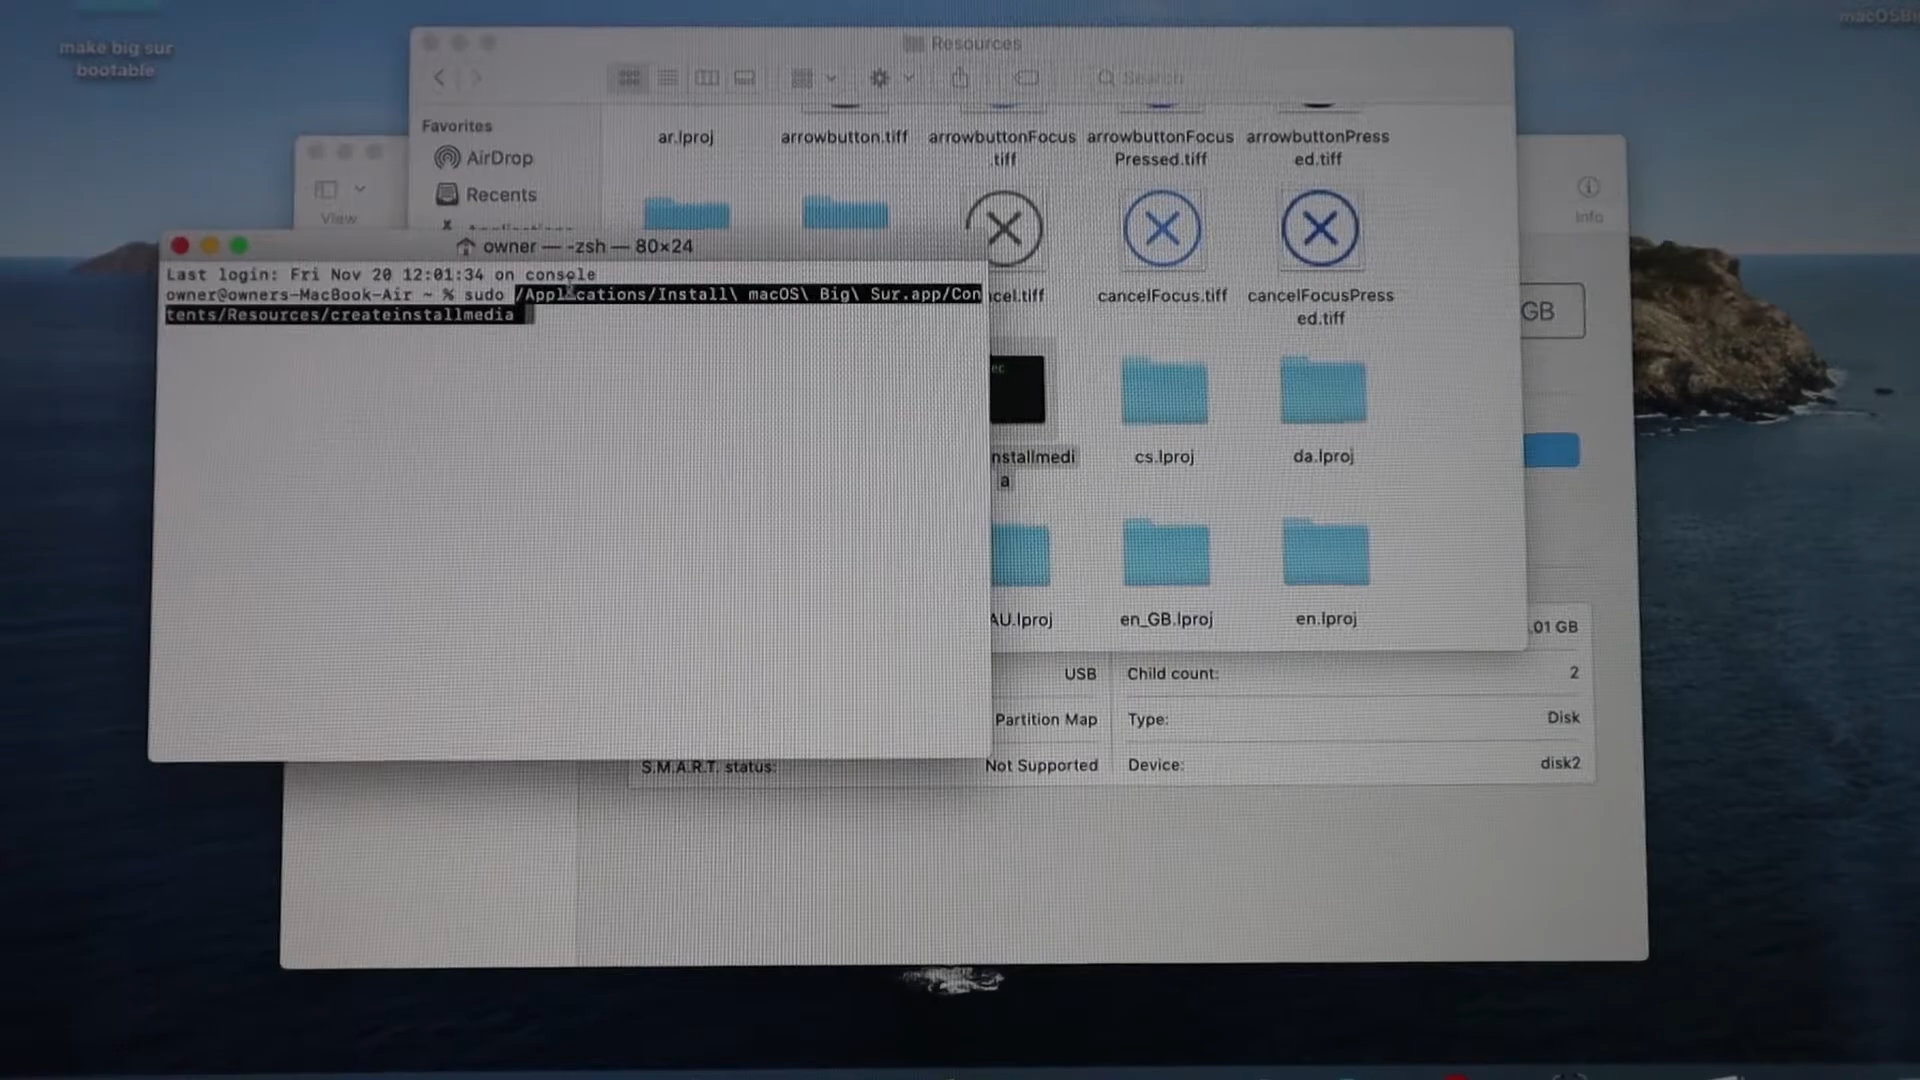 make big sur
bootable
macOSBi
Resources
Search
Favorites
AirDrop
Recents
ar.lproj
arrowbutton.tiff
arrowbuttonFocus
.tiff
arrowbuttonFocus
Pressed.tiff
arrowbuttonPress
ed.tiff
View
Info
owner — -zsh — 80×24
Last login: Fri Nov 20 12:01:34 on console
owner@owners-MacBook-Air ~ % sudo /Applications/Install\ macOS\ Big\ Sur.app/Con
tents/Resources/createinstallmedia
ncel.tiff
cancelFocus.tiff
cancelFocusPress
ed.tiff
GB
ec
nstallmedi
a
cs.lproj
da.lproj
AU.lproj
en_GB.lproj
en.lproj
.01 GB
USB
Child count:
2
Partition Map
Type:
Disk
S.M.A.R.T. status:
Not Supported
Device:
disk2